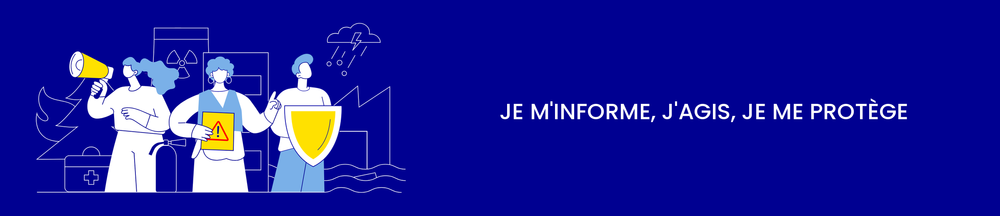 JE M'INFORME, J'AGIS, JE ME PROTÈGE
!